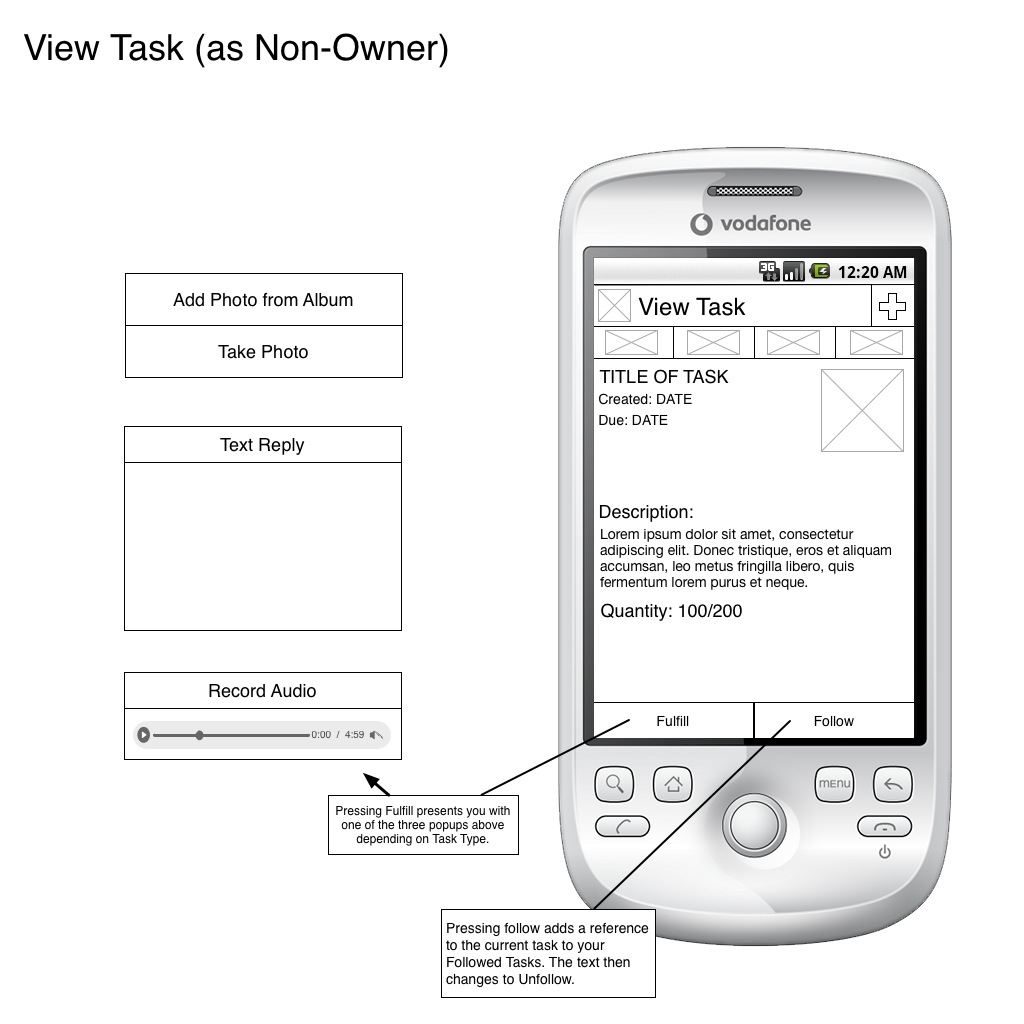 View Task (as Non-Owner)
vodafone
3G
12:20 AM
View Task
TITLE OF TASK
Created: DATE
Due: DATE
Description:
Lorem ipsum dolor sit amet, consectetur
adipiscing elit. Donec tristique, eros et aliquam
accumsan, leo metus fringilla libero, quis
fermentum lorem purus et neque.
Quantity: 100/200
Fulfill
Follow
MENU
Add Photo from Album
Take Photo
Text Reply
Record Audio
0:00 / 4:59
Pressing Fulfill presents you with
one of the three popups above
depending on Task Type.
Pressing follow adds a reference
to the current task to your
Followed Tasks. The text then
changes to Unfollow.